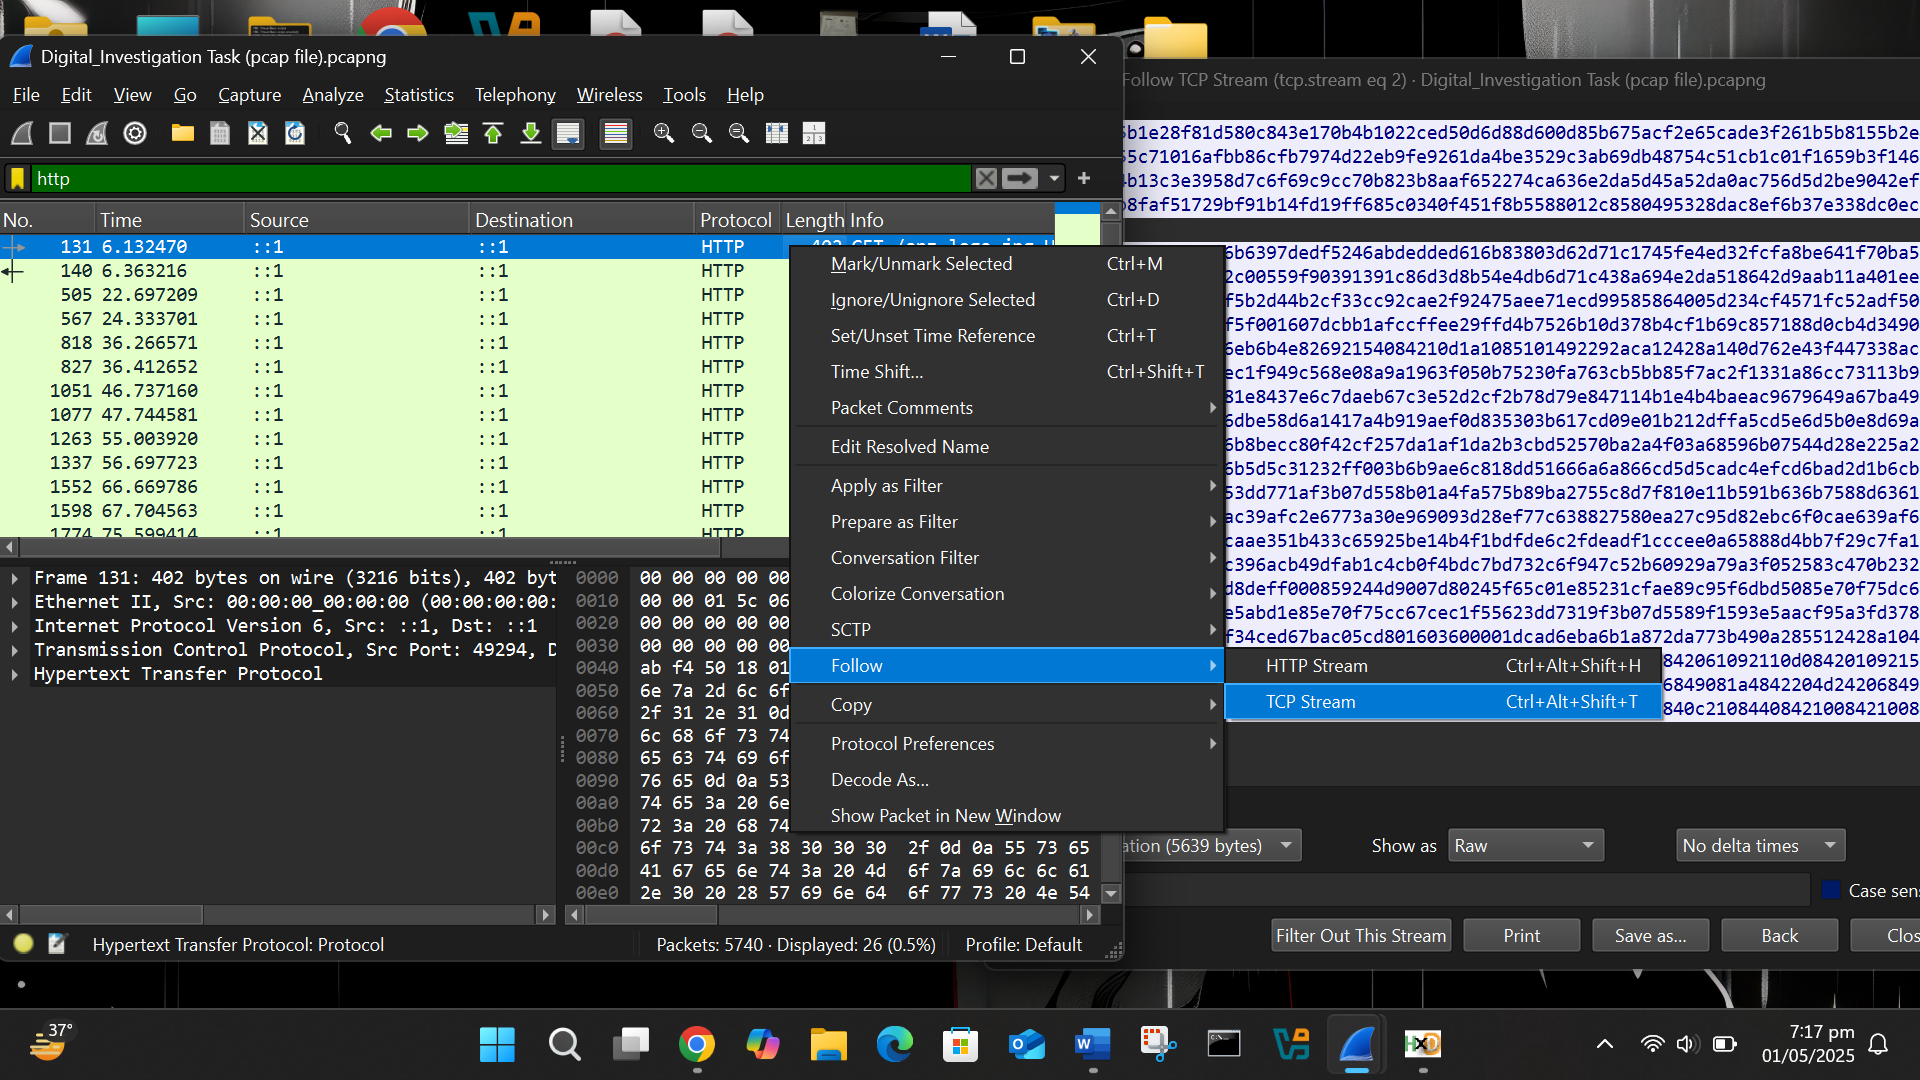 Digital_Investigation Task (pcap file).pcapng
File Edit View Go Capture Analyze Statistics Telephony Wireless Tools Help
http
No. Time Source Destination Protocol Length Info
131 6.132470 ::1 ::1 HTTP
140 6.363216 ::1 ::1 HTTP
505 22.697209 ::1 ::1 HTTP
567 24.333701 ::1 ::1 HTTP
818 36.266571 ::1 ::1 HTTP
827 36.412652 ::1 ::1 HTTP
1051 46.737160 ::1 ::1 HTTP
1077 47.744581 ::1 ::1 HTTP
1263 55.003920 ::1 ::1 HTTP
1337 56.697723 ::1 ::1 HTTP
1552 66.669786 ::1 ::1 HTTP
1598 67.704563 ::1 ::1 HTTP
1774 75.599414 ::1 ::1 HTTP
Frame 131: 402 bytes on wire (3216 bits), 402 byt
Ethernet II, Src: 00:00:00_00:00:00 (00:00:00:00:
Internet Protocol Version 6, Src: ::1, Dst: ::1
Transmission Control Protocol, Src Port: 49294, D
Hypertext Transfer Protocol
0000 00 00 00 00 00
0010 00 00 01 5c 06
0020 00 00 00 00 00
0030 00 00 00 00 00
0040 ab f4 50 18 01
0050 6e 7a 2d 6c 6f
0060 2f 31 2e 31 0d
0070 6c 68 6f 73 74
0080 65 63 74 69 6f
0090 76 65 0d 0a 53
00a0 74 65 3a 20 6e
00b0 72 3a 20 68 74
00c0 6f 73 74 3a 38 30 30 30 2f 0d 0a 55 73 65
00d0 41 67 65 6e 74 3a 20 4d 6f 7a 69 6c 6c 61
00e0 2e 30 20 28 57 69 6e 64 6f 77 73 20 4e 54
Hypertext Transfer Protocol: Protocol
Packets: 5740 · Displayed: 26 (0.5%)
Profile: Default
Mark/Unmark Selected Ctrl+M
Ignore/Unignore Selected Ctrl+D
Set/Unset Time Reference Ctrl+T
Time Shift... Ctrl+Shift+T
Packet Comments
Edit Resolved Name
Apply as Filter
Prepare as Filter
Conversation Filter
Colorize Conversation
SCTP
Follow
Copy
Protocol Preferences
Decode As...
Show Packet in New Window
HTTP Stream Ctrl+Alt+Shift+H
TCP Stream Ctrl+Alt+Shift+T
Follow TCP Stream (tcp.stream eq 2) · Digital_Investigation Task (pcap file).pcapng
b1e28f81d580c843e170b4b1022ced50d6d88d600d85b675acf2e65cade3f261b5b8155b2e
5c71016afbb86cfb7974d22eb9fe9261da4be3529c3ab69db48754c51cb1c01f1659b3f146
b13c3e3958d7c6f69c9cc70b823b8aaf652274ca636e2da5d45a52da0ac756d5d2be9042ef
8faf51729bf91b14fd19ff685c0340f451f8b5588012c8580495328dac8ef6b37e338dc0ec
6b6397dedf5246abdedded616b83803d62d71c1745fe4ed32fcfa8be641f70ba5
2c00559f90391391c86d3d8b54e4db6d71c438a694e2da518642d9aab11a401ee
f5b2d44b2cf33cc92cae2f92475aee71ecd99585864005d234cf4571fc52adf50
f5f001607dcbb1afccffee29ffd4b7526b10d378b4cf1b69c857188d0cb4d3490
6eb6b4e82692154084210d1a1085101492292aca12428a140d762e43f447338ac
ec1f949c568e08a9a1963f050b75230fa763cb5bb85f7ac2f1331a86cc73113b9
81e8437e6c7daeb67c3e52d2cf2b78d79e847114b1e4b4baeac9679649a67ba49
6dbe58d6a1417a4b919aef0d835303b617cd09e01b212dffa5cd5e6d5b0e8d69a
6b8becc80f42cf257da1af1da2b3cbd52570ba2a4f03a68596b07544d28e225a2
6b5d5c31232ff003b6b9ae6c818dd51666a6a866cd5d5cadc4efcd6bad2d1b6cb
53dd771af3b07d558b01a4fa575b89ba2755c8d7f810e11b591b636b7588d6361
ac39afc2e6773a30e969093d28ef77c638827580ea27c95d82ebc6f0cae639af6
caae351b433c65925be14b4f1bdfde6c2fdeadf1cccee0a65888d4bb7f29c7fa1
c396acb49dfab1c4cb0f4bdc7bd732c6f947c52b60929a79a3f052583c470b232
d8deff000859244d9007d80245f65c01e85231cfae89c95f6dbd5085e70f75dc6
e5abd1e85e70f75cc67cec1f55623dd7319f3b07d5589f1593e5aacf95a3fd378
f34ced67bac05cd801603600001dcad6eba6b1a872da773b490a285512428a104
842061092110d08420109215
6849081a4842204d24206849
840c21084408421008421008
ation (5639 bytes)
Show as Raw
No delta times
Case sens
Filter Out This Stream Print Save as... Back Clos
37°
7:17 pm
01/05/2025